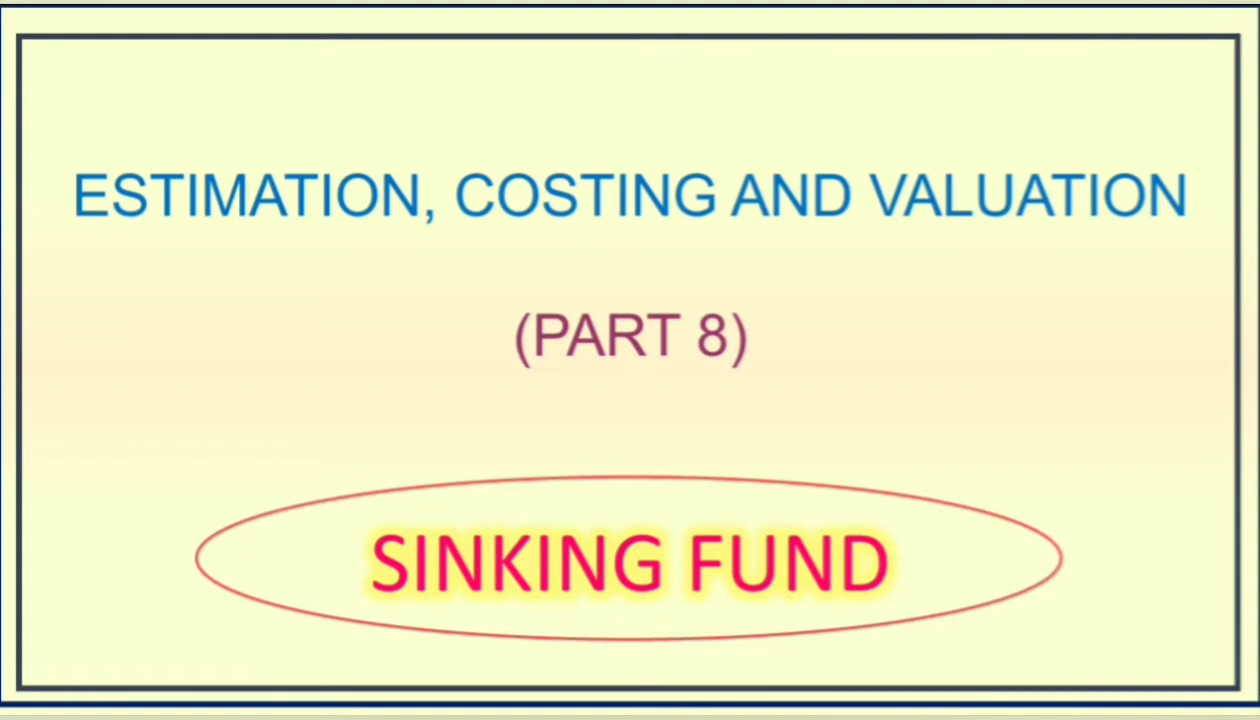 ESTIMATION, COSTING AND VALUATION
(PART 8)
SINKING FUND